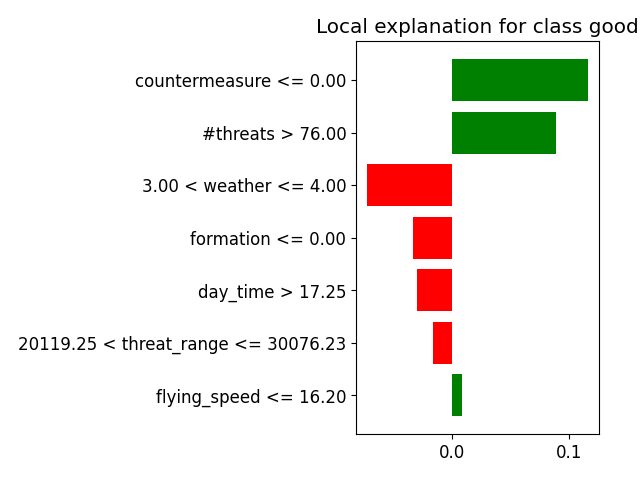 Local explanation for class good
countermeasure <= 0.00
#threats > 76.00
3.00 < weather <= 4.00
formation <= 0.00
day_time > 17.25
20119.25 < threat_range <= 30076.23
flying_speed <= 16.20
0.0 0.1